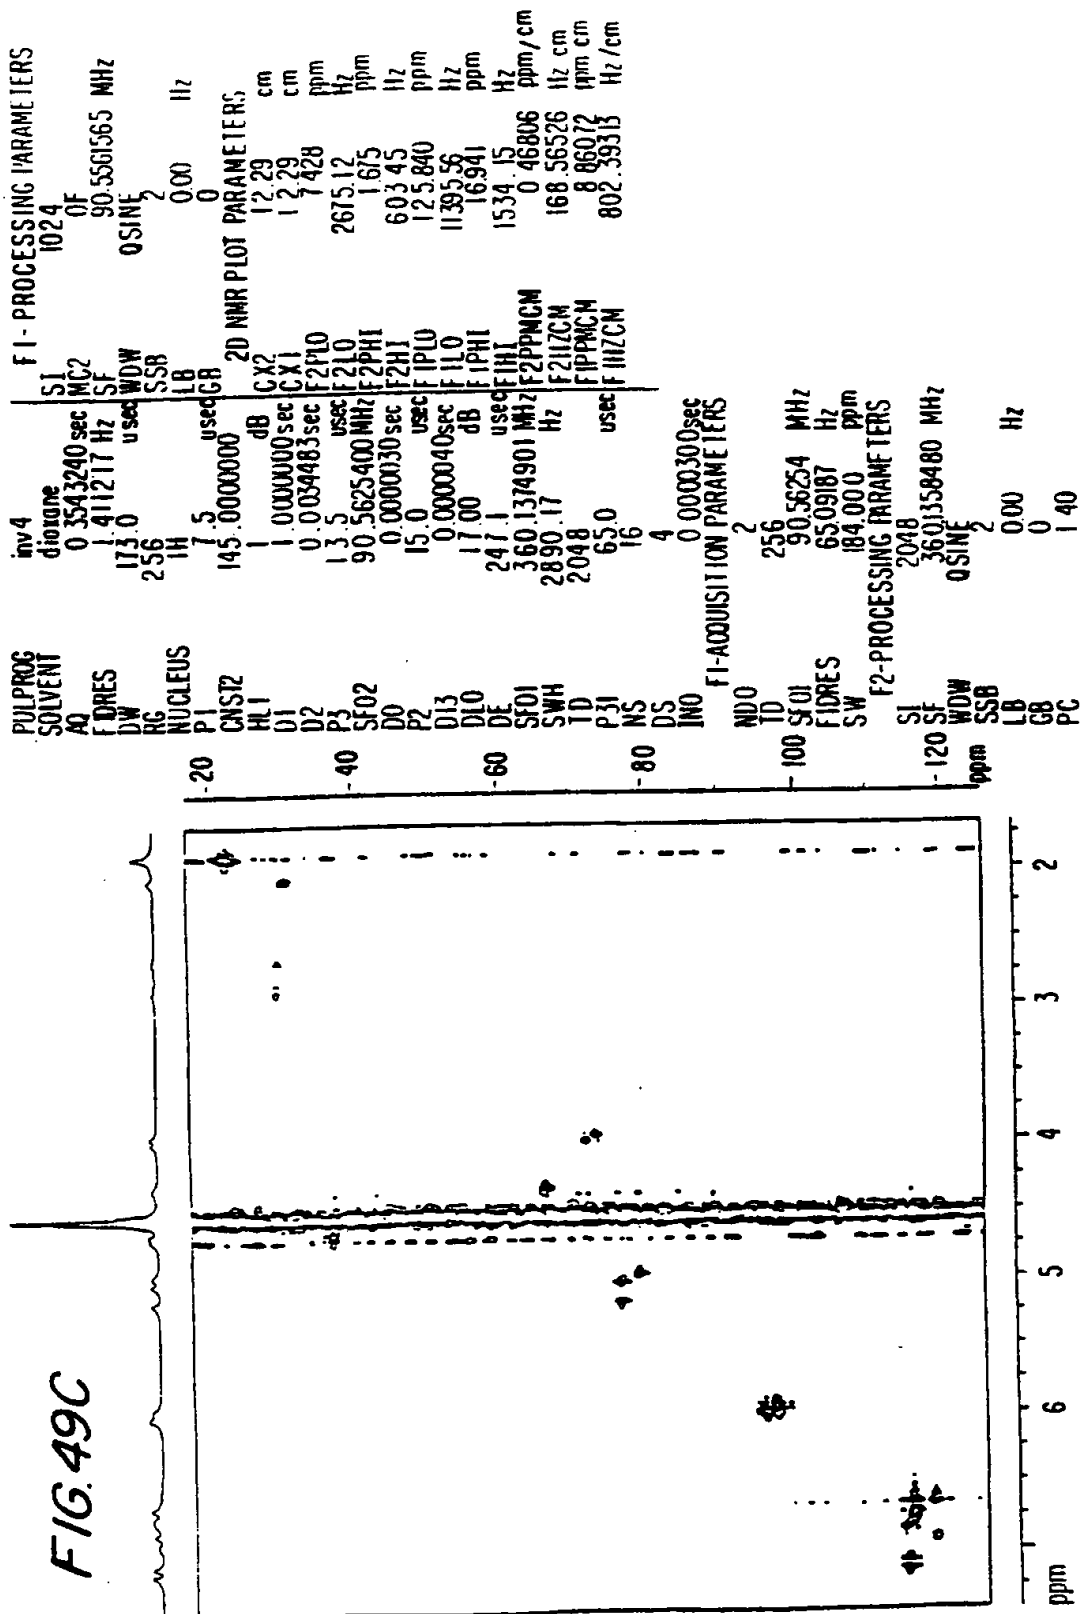 FIG. 49C
PULPROG inv4
SOLVENT dioxane
AQ 0.3543240 sec
FIDRES 1.411217 Hz
DW 173.0 usec
RG 256
NUCLEUS 1H
P1 7.5 usec
CNST2 145.0000000
HL1 1 dB
D1 1.0000000 sec
D2 0.0034483 sec
P3 13.5 usec
SFO2 90.5625400 MHz
D0 0.0000030 sec
P2 15.0 usec
D13 0.0000040 sec
DLO 17.00 dB
DE 247.1 usec
SFO1 360.1374901 MHz
SWH 2890.17 Hz
TD 2048
P31 65.0 usec
NS 16
DS 4
IN0 0.0000300 sec
F1-ACQUISITION PARAMETERS
ND0 2
TD 256
SFO1 90.56254 MHz
FIDRES 65.09187 Hz
SW 184.000 ppm
F2-PROCESSING PARAMETERS
SI 2048
SF 360.1358480 MHz
WDW QSINE
SSB 2
LB 0.00 Hz
GB 0
PC 1.40
F1-PROCESSING PARAMETERS
SI 1024
MC2 QF
SF 90.5561565 MHz
WDW QSINE
SSB 2
LB 0.00 Hz
GB 0
2D NMR PLOT PARAMETERS
CX2 12.29 cm
CX1 12.29 cm
F2PLO 7.428 ppm
F2LO 2675.12 Hz
F2PHI 1.675 ppm
F2HI 603.45 Hz
F1PLO 125.840 ppm
F1LO 11395.56 Hz
F1PHI 16.941 ppm
F1HI 1534.15 Hz
F2PPMCM 0.46806 ppm/cm
F2HZCM 168.56526 Hz cm
F1PPMCM 8.86072 ppm cm
F1HZCM 802.39313 Hz/cm
20
40
60
80
100
120
ppm
ppm 6 5 4 3 2